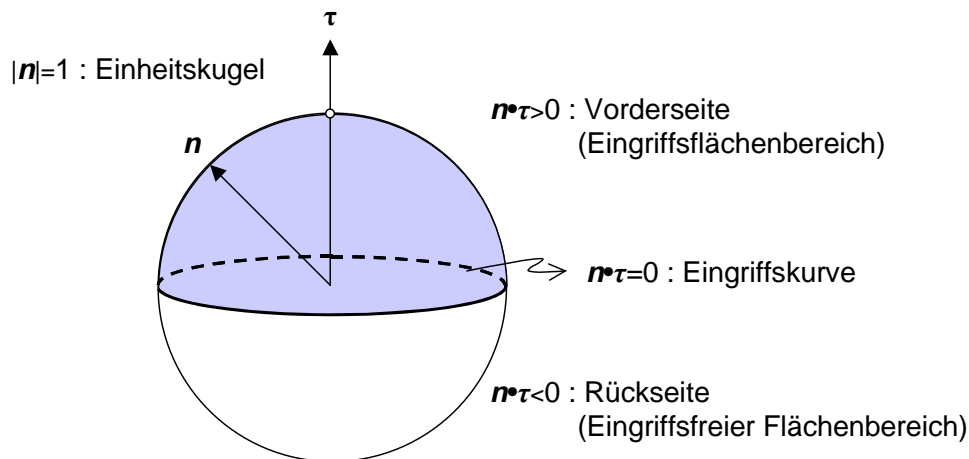 τ
|n|=1 : Einheitskugel
n•τ>0 : Vorderseite
(Eingriffsflächenbereich)
n
n•τ=0 : Eingriffskurve
n•τ<0 : Rückseite
(Eingriffsfreier Flächenbereich)